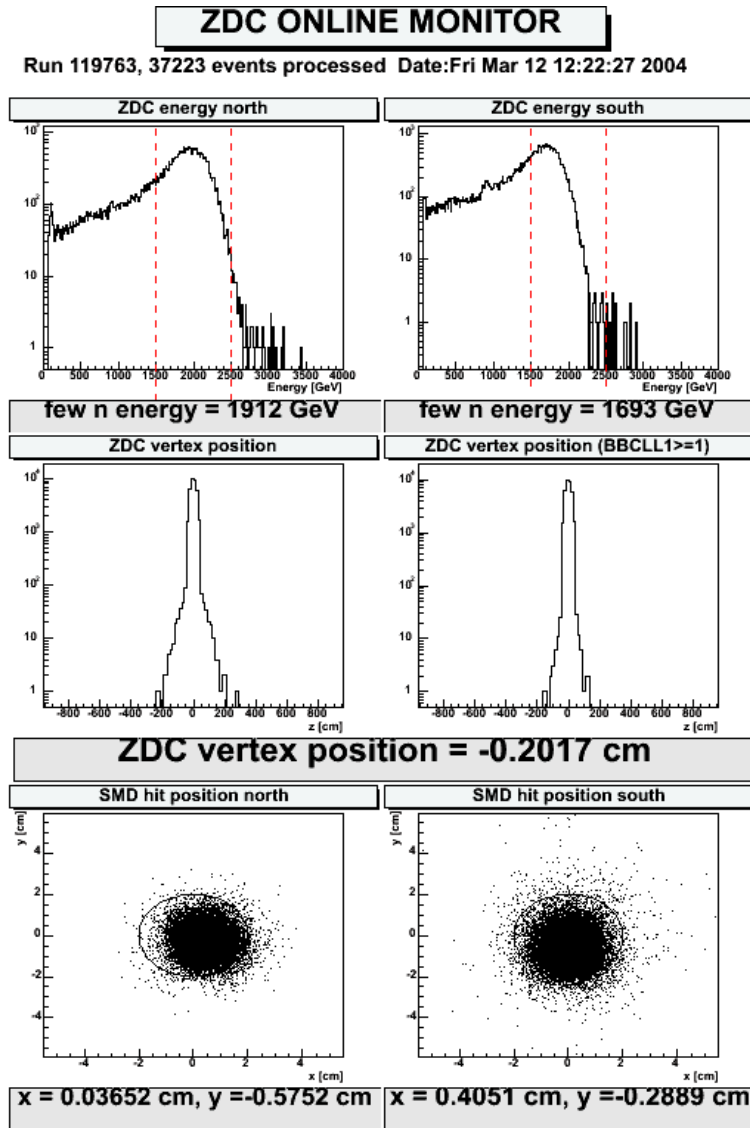 ZDC ONLINE MONITOR
Run 119763, 37223 events processed Date:Fri Mar 12 12:22:27 2004
ZDC energy north
ZDC energy south
10³
10²
10
1
0 500 1000 1500 2000 2500 3000 3500 4000
Energy [GeV]
10³
10²
10
1
0 500 1000 1500 2000 2500 3000 3500 4000
Energy [GeV]
few n energy = 1912 GeV
few n energy = 1693 GeV
ZDC vertex position
ZDC vertex position (BBCLL1>=1)
10⁴
10³
10²
10
1
-800 -600 -400 -200 0 200 400 600 800
z [cm]
10⁴
10³
10²
10
1
-800 -600 -400 -200 0 200 400 600 800
z [cm]
ZDC vertex position = -0.2017 cm
SMD hit position north
SMD hit position south
y [cm]
4
2
0
-2
-4
-4 -2 0 2 4
x [cm]
y [cm]
4
2
0
-2
-4
-4 -2 0 2 4
x [cm]
x = 0.03652 cm, y =-0.5752 cm
x = 0.4051 cm, y =-0.2889 cm